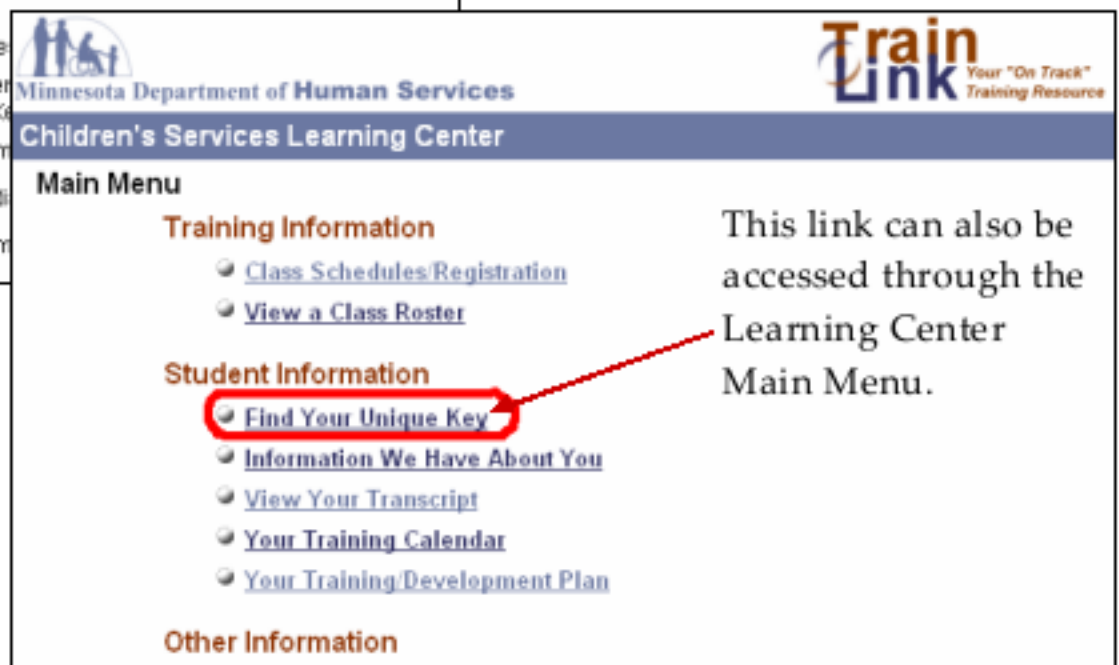 Minnesota Department of Human Services
Train
Link
Your "On Track"
Training Resource
Children's Services Learning Center
Main Menu
Training Information
Class Schedules/Registration
View a Class Roster
This link can also be
accessed through the
Learning Center
Main Menu.
Student Information
Find Your Unique Key
Information We Have About You
View Your Transcript
Your Training Calendar
Your Training/Development Plan
Other Information